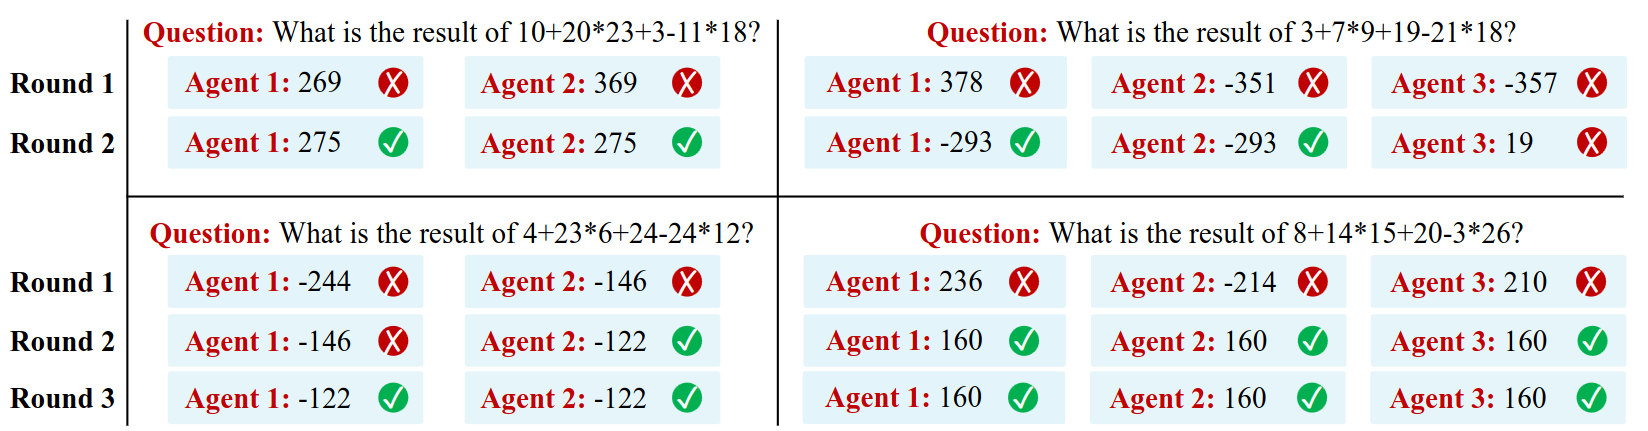 Question: What is the result of 10+20*23+3-11*18?
Round 1 Agent 1: 269 Agent 2: 369
Round 2 Agent 1: 275 Agent 2: 275
Question: What is the result of 3+7*9+19-21*18?
Agent 1: 378 Agent 2: -351 Agent 3: -357
Agent 1: -293 Agent 2: -293 Agent 3: 19
Question: What is the result of 4+23*6+24-24*12?
Round 1 Agent 1: -244 Agent 2: -146
Round 2 Agent 1: -146 Agent 2: -122
Round 3 Agent 1: -122 Agent 2: -122
Question: What is the result of 8+14*15+20-3*26?
Agent 1: 236 Agent 2: -214 Agent 3: 210
Agent 1: 160 Agent 2: 160 Agent 3: 160
Agent 1: 160 Agent 2: 160 Agent 3: 160